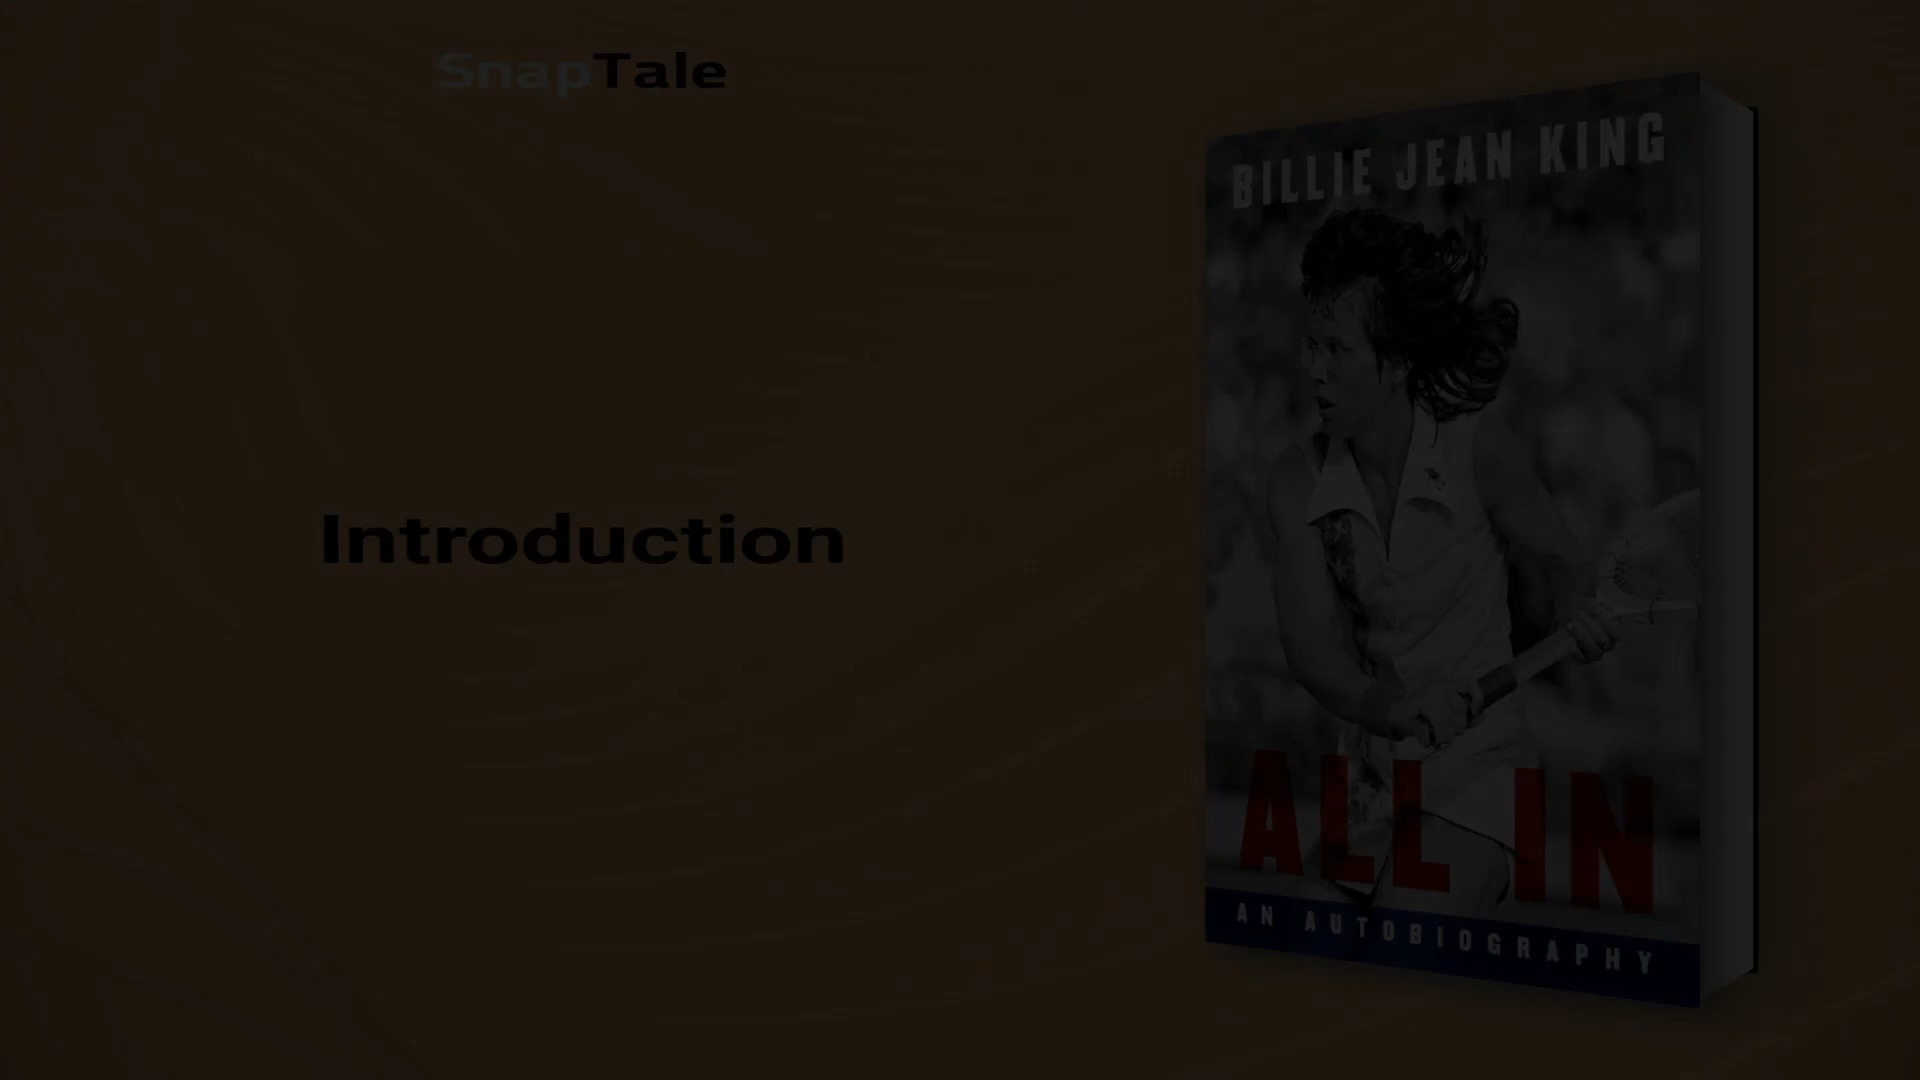 SnapTale
Introduction
BILLIE JEAN KING
ALL IN
AN AUTOBIOGRAPHY